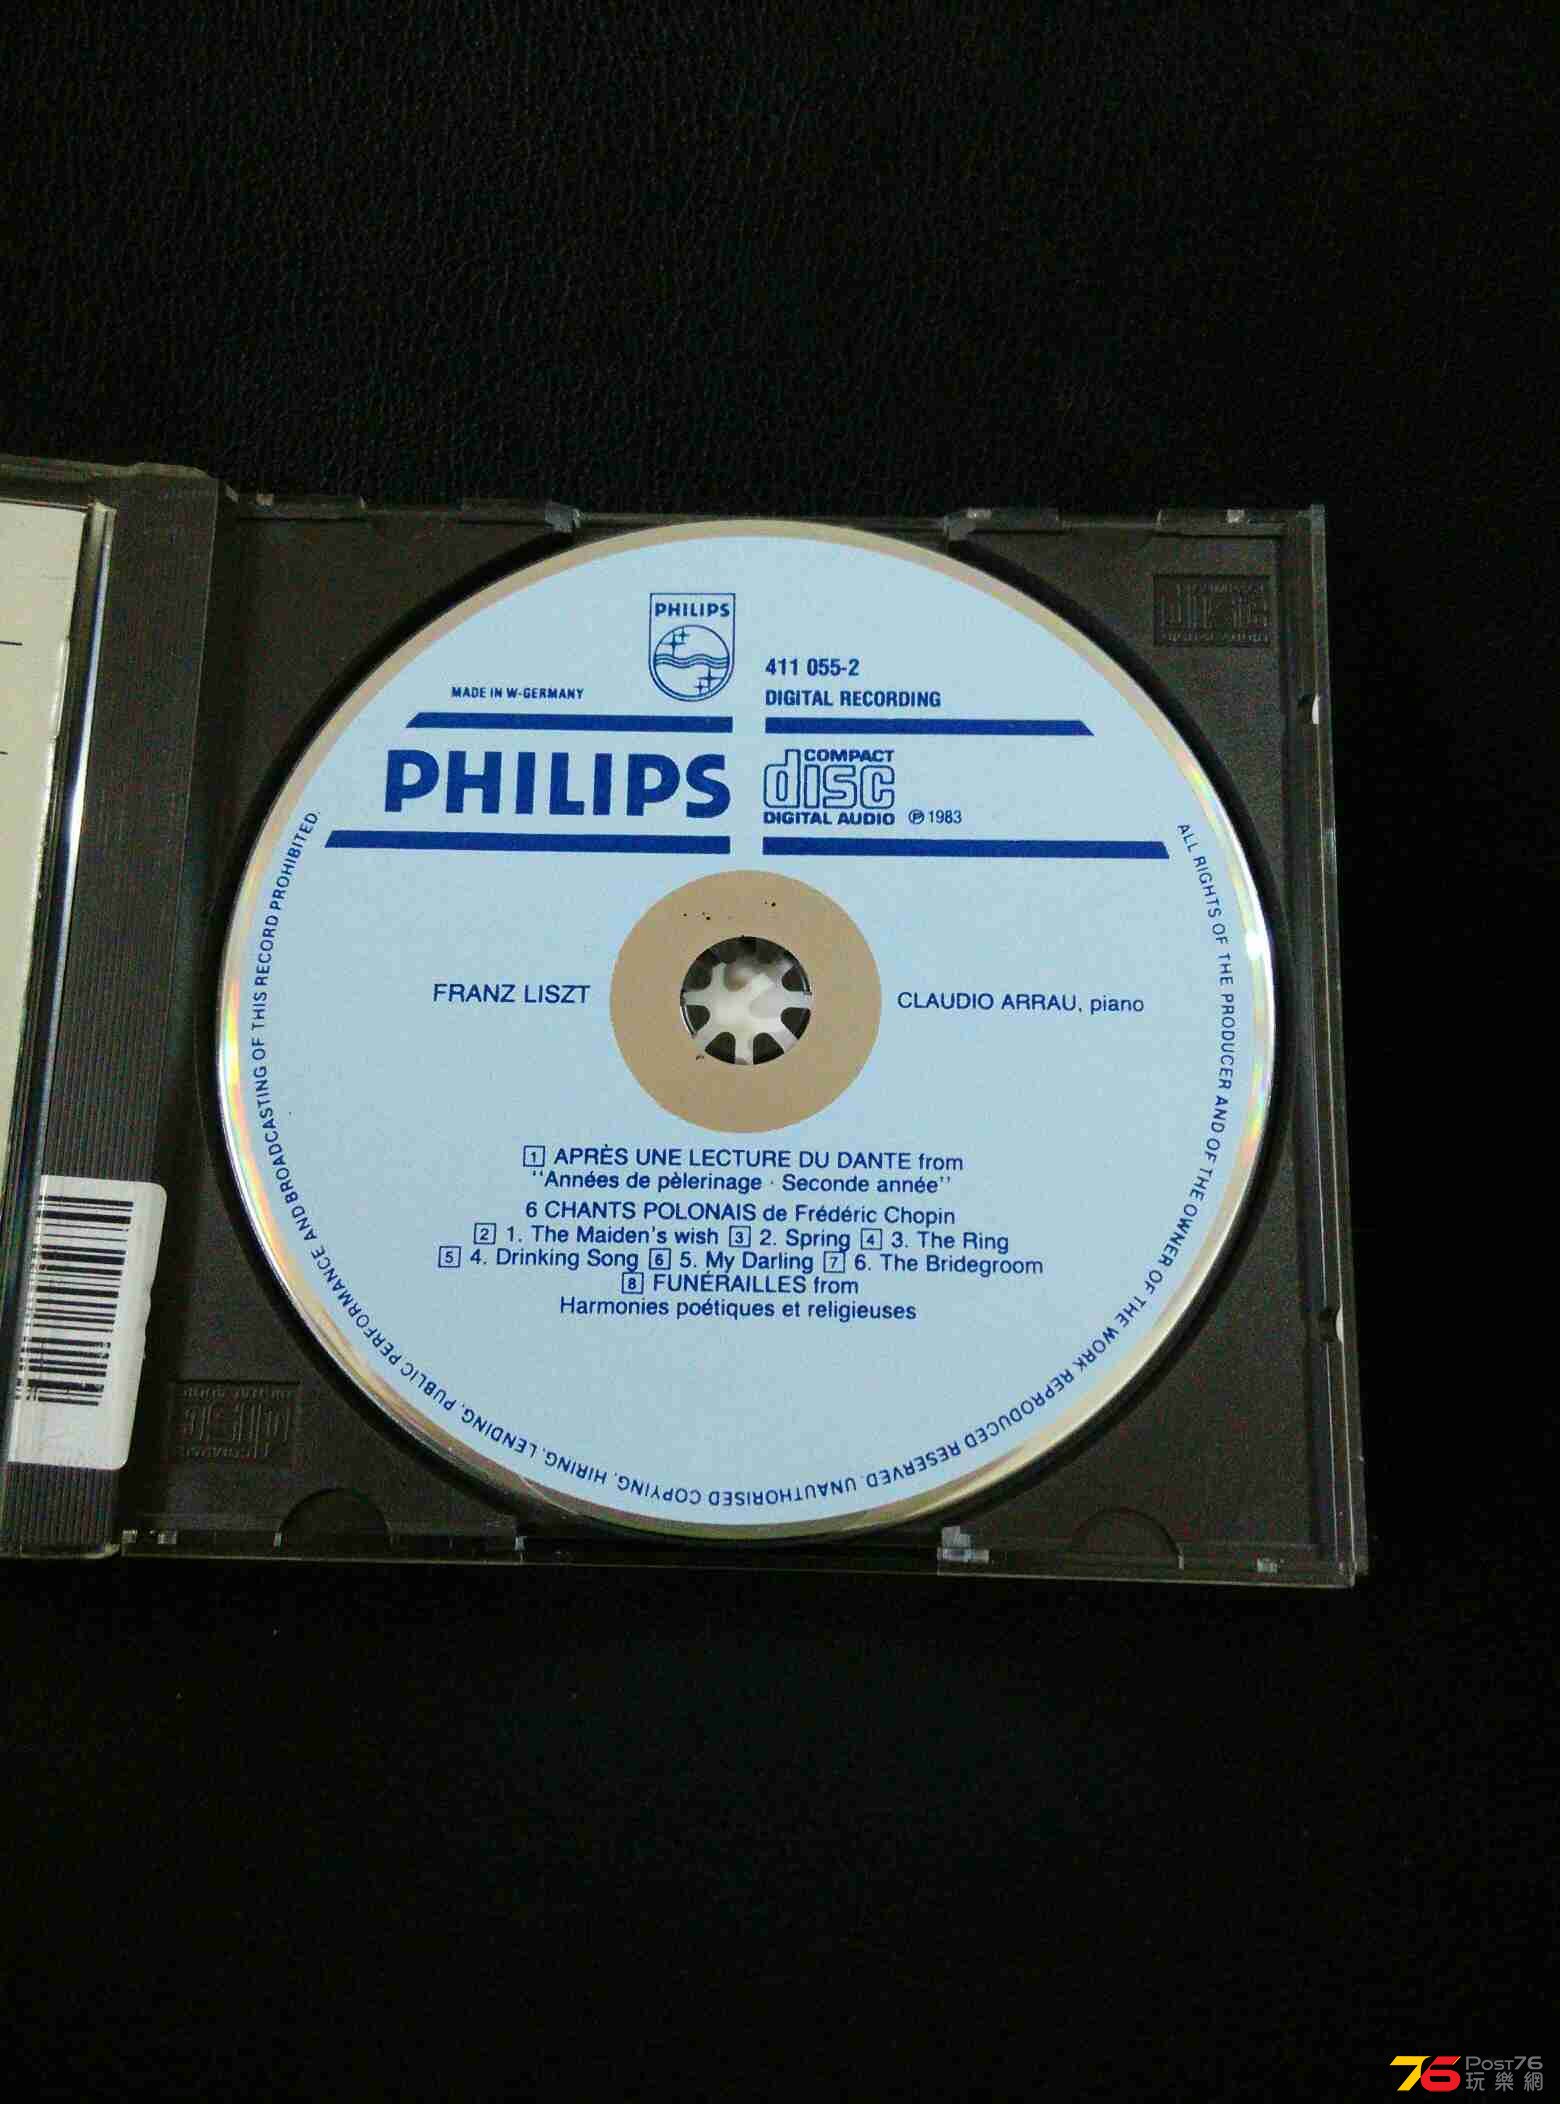 PHILIPS
411 055-2
MADE IN W-GERMANY
DIGITAL RECORDING
PHILIPS
COMPACT
disc
DIGITAL AUDIO
℗ 1983
FRANZ LISZT
CLAUDIO ARRAU, piano
1 APRÈS UNE LECTURE DU DANTE from
"Années de pèlerinage · Seconde année"
6 CHANTS POLONAIS de Frédéric Chopin
2 1. The Maiden's wish 3 2. Spring 4 3. The Ring
5 4. Drinking Song 6 5. My Darling 7 6. The Bridegroom
8 FUNÉRAILLES from
Harmonies poétiques et religieuses
ALL RIGHTS OF THE PRODUCER AND OF THE OWNER OF THE WORK REPRODUCED RESERVED. UNAUTHORISED COPYING, HIRING, LENDING, PUBLIC PERFORMANCE AND BROADCASTING OF THIS RECORD PROHIBITED.
76 POST76
玩樂網